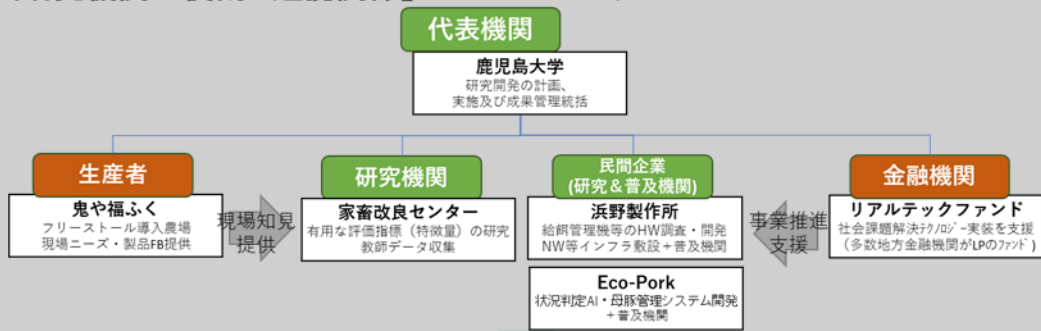 代表機関
鹿児島大学
研究開発の計画、
実施及び成果管理統括
生産者
鬼や福ふく
フリーストール導入農場
現場ニーズ・製品FB提供
現場知見
提供
研究機関
家畜改良センター
有用な評価指標（特徴量）の研究
教師データ収集
民間企業
(研究&普及機関)
浜野製作所
給餌管理機等のHW調査・開発
NW等インフラ敷設＋普及機関
Eco-Pork
状況判定AI・母豚管理システム開発
＋普及機関
事業推進
支援
金融機関
リアルテックファンド
社会課題解決ﾃｸﾉﾛｼﾞｰ実装を支援
（多数地方金融機関がLPのﾌｧﾝﾄﾞ）